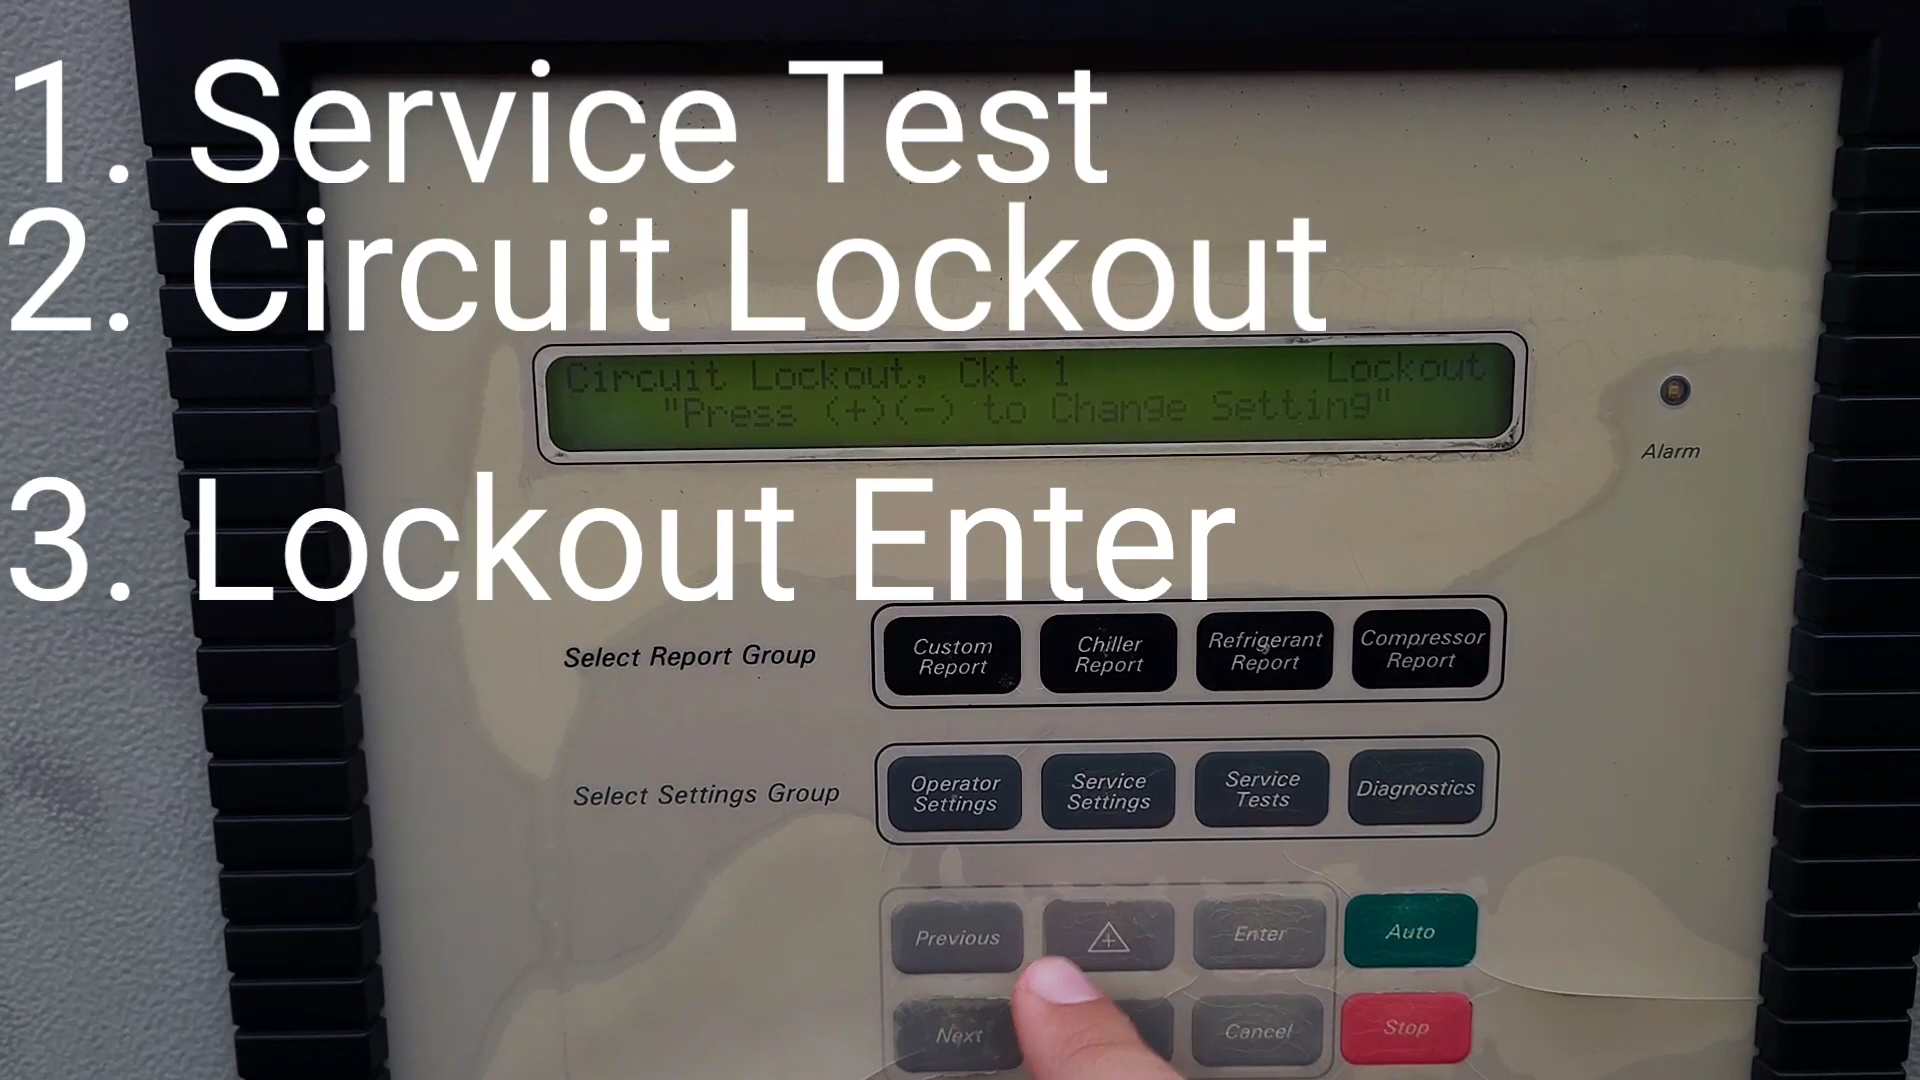 1. Service Test
2. Circuit Lockout
Circuit Lockout, Ckt 1 Lockout
"Press (+)(-) to Change Setting"
Alarm
3. Lockout Enter
Select Report Group
Custom Report
Chiller Report
Refrigerant Report
Compressor Report
Select Settings Group
Operator Settings
Service Settings
Service Tests
Diagnostics
Previous
+
Enter
Auto
Next
Cancel
Stop